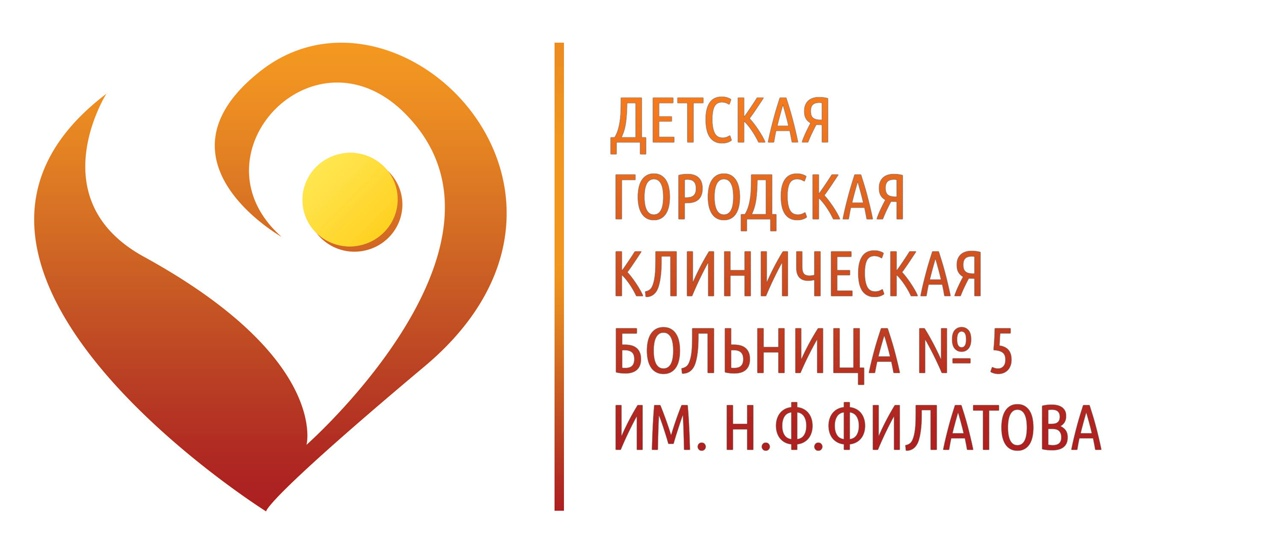 ДЕТСКАЯ
ГОРОДСКАЯ
КЛИНИЧЕСКАЯ
БОЛЬНИЦА № 5
ИМ. Н.Ф.ФИЛАТОВА